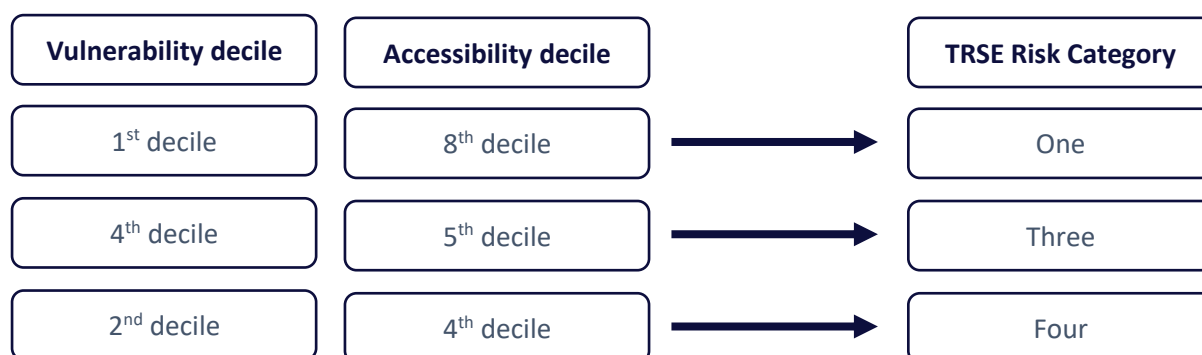 Vulnerability decile
Accessibility decile
TRSE Risk Category
1st decile
8th decile
One
4th decile
5th decile
Three
2nd decile
4th decile
Four